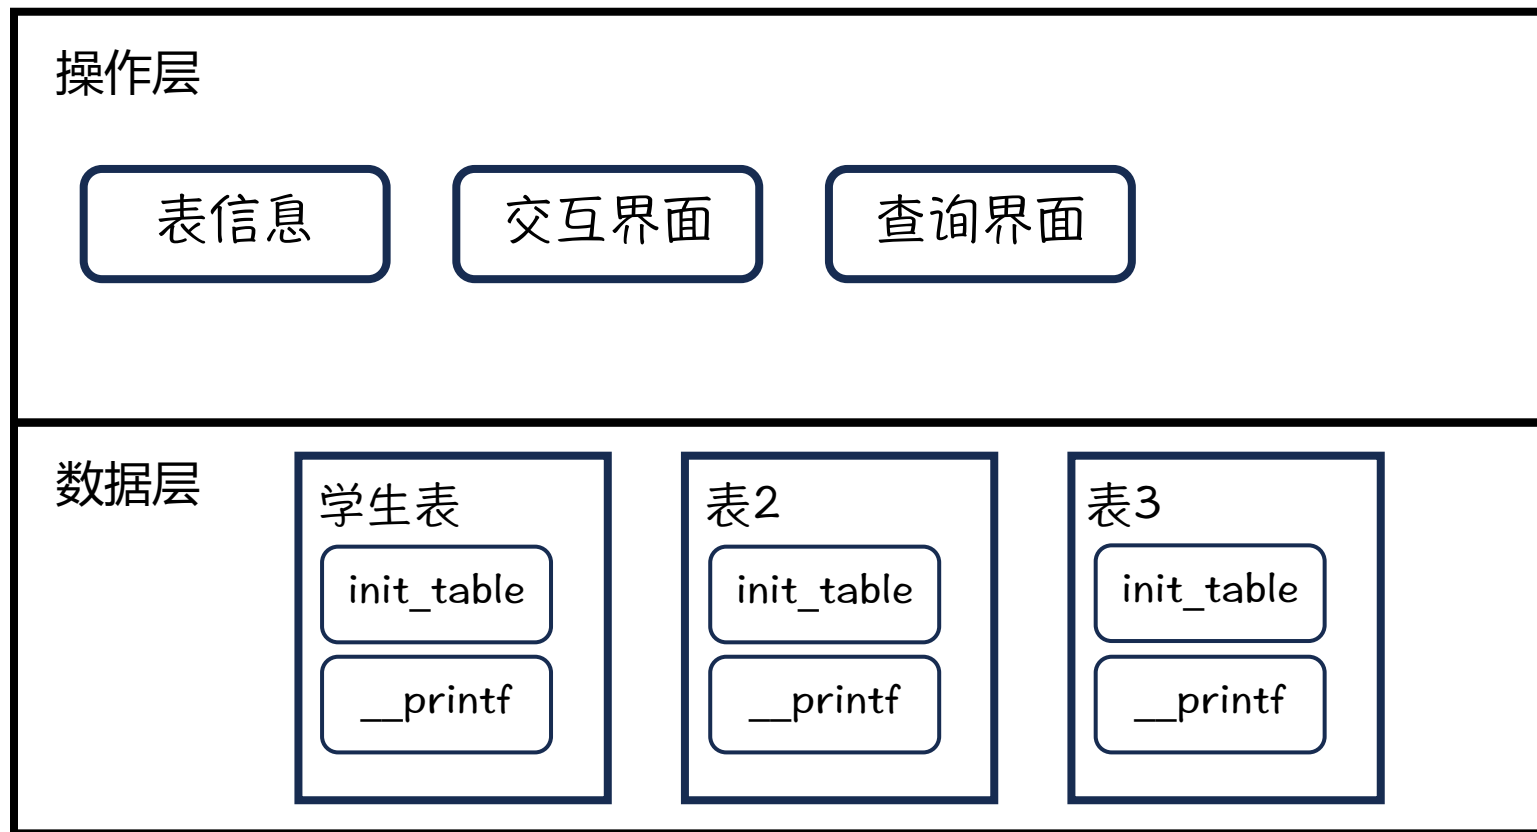 操作层
表信息
交互界面
查询界面
数据层
学生表
init_table
__printf
表2
init_table
__printf
表3
init_table
__printf